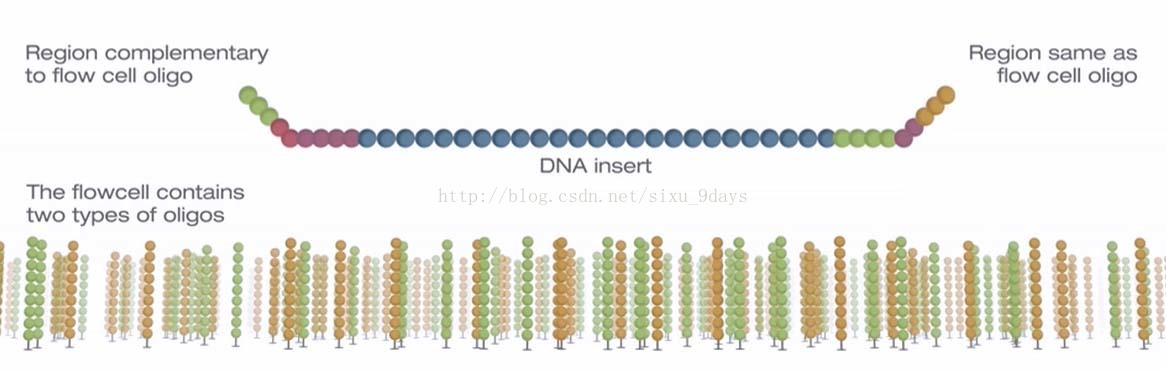 Region complementary
to flow cell oligo
Region same as
flow cell oligo
DNA insert
The flowcell contains
two types of oligos
http://blog.csdn.net/sixu_9days